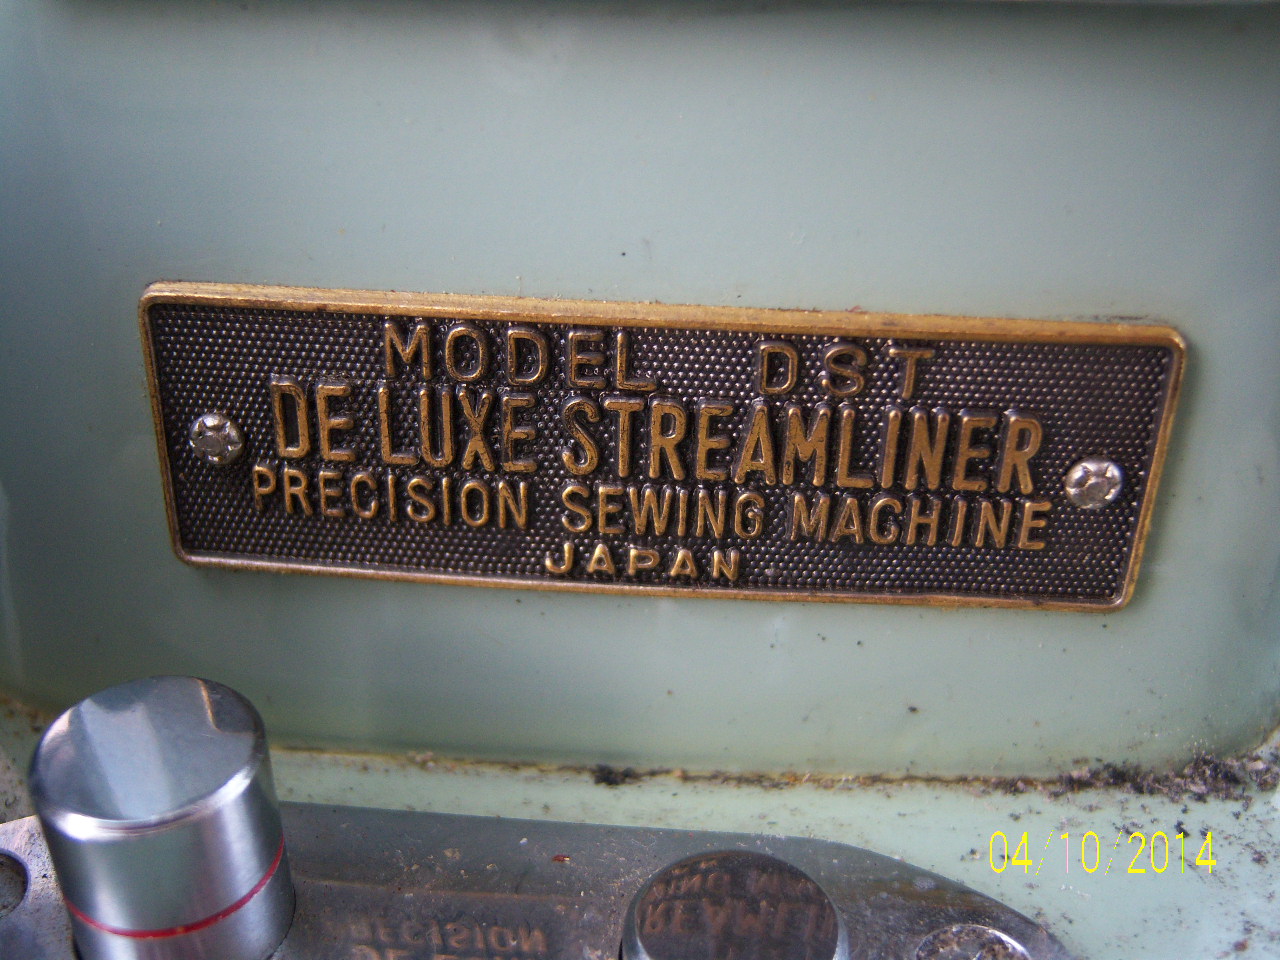 MODEL DST
DE LUXE STREAMLINER
PRECISION SEWING MACHINE
JAPAN
04/10/2014